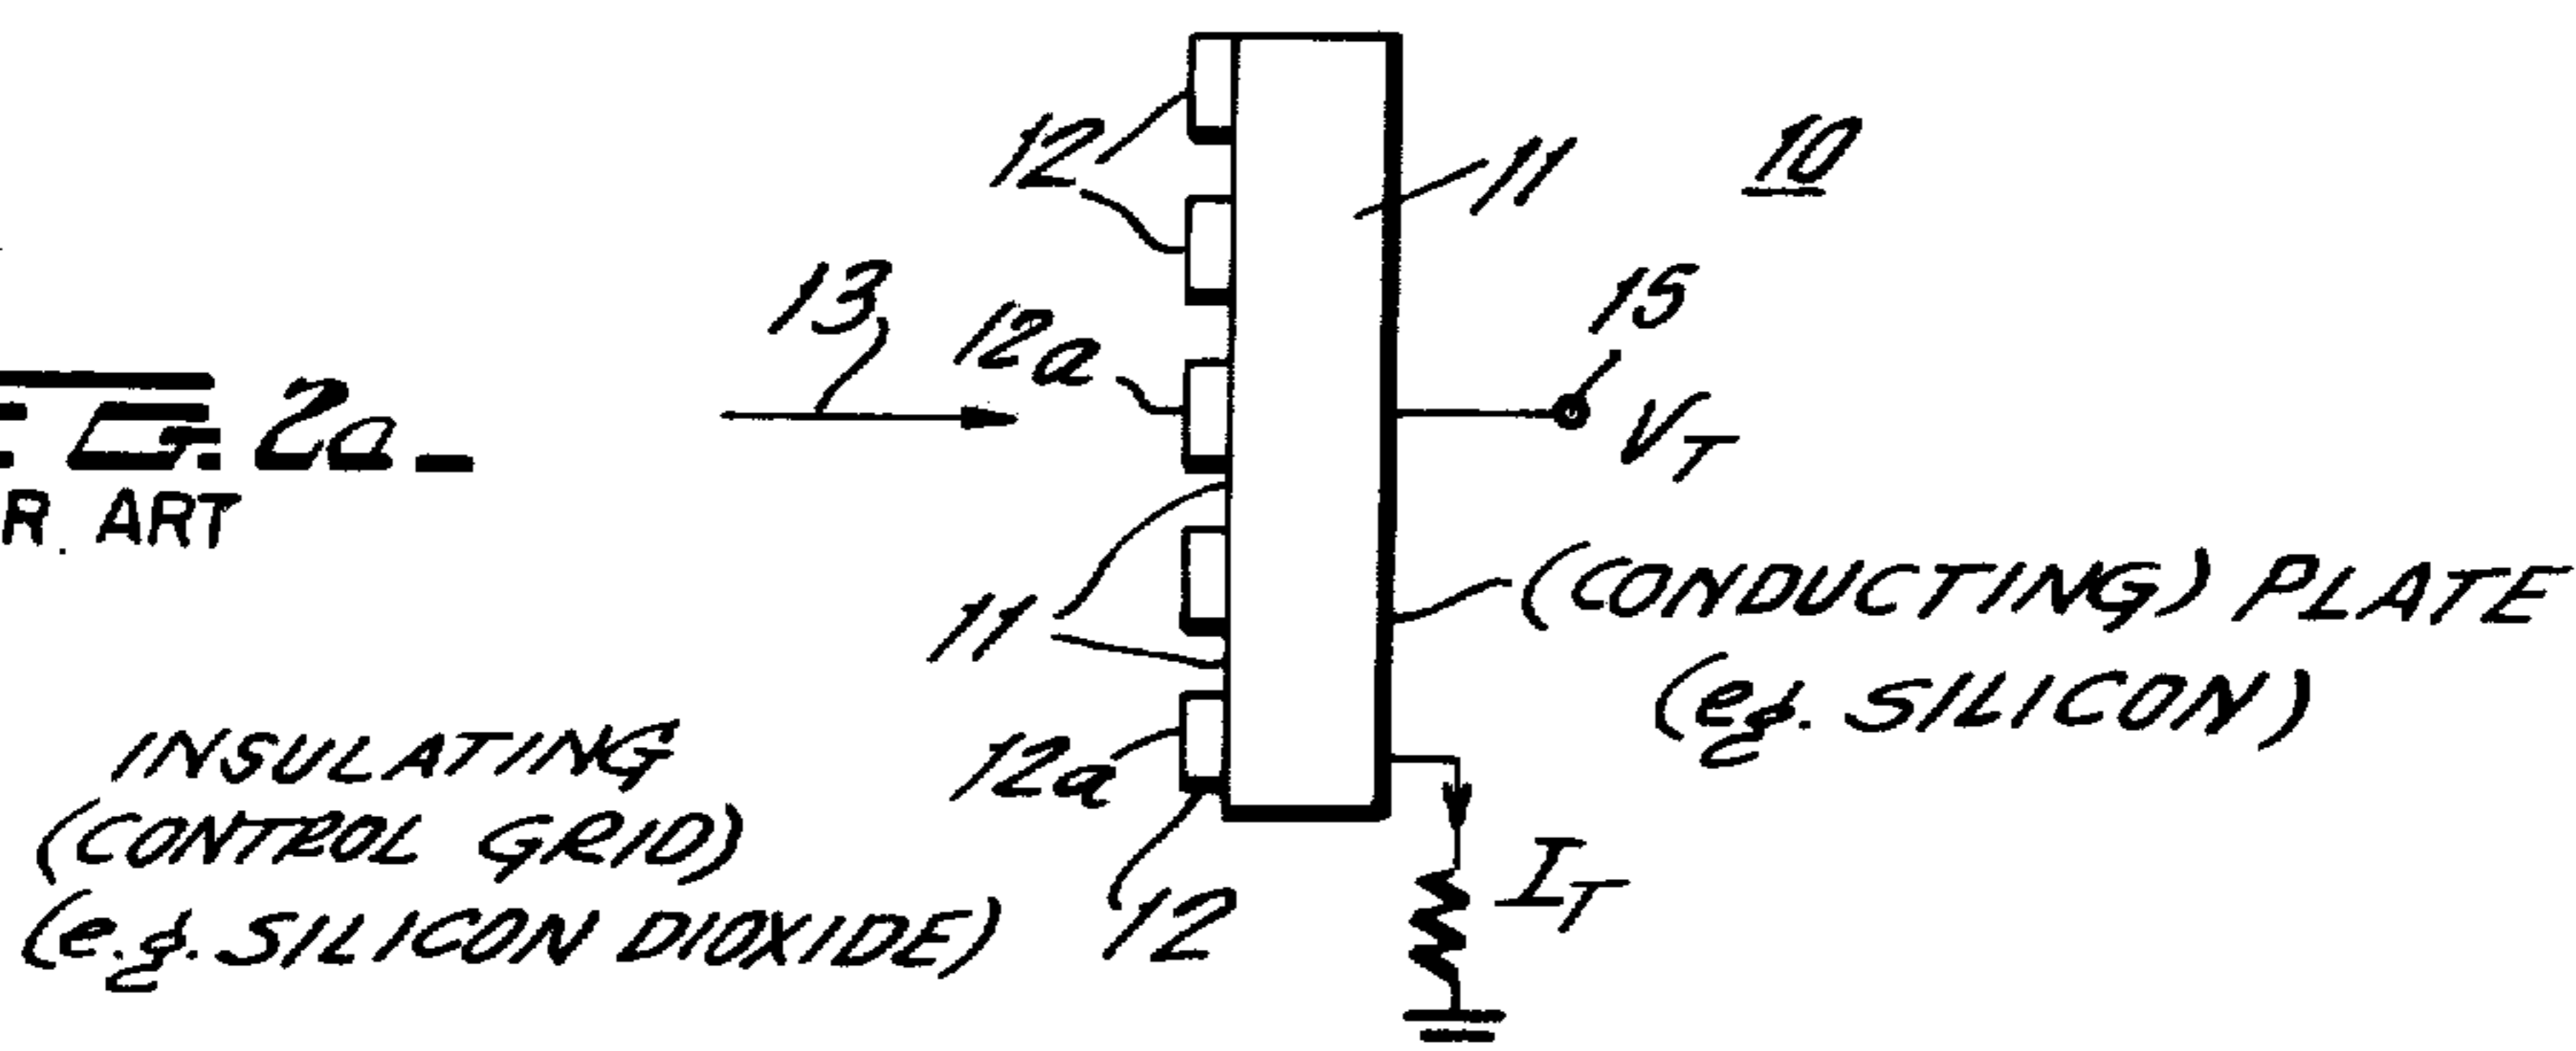 12
11
10
13
12a
15
V_T
G. 2a
R. ART
11
(CONDUCTING) PLATE
(eg. SILICON)
INSULATING
(CONTROL GRID)
(e.g. SILICON DIOXIDE)
12a
12
I_T